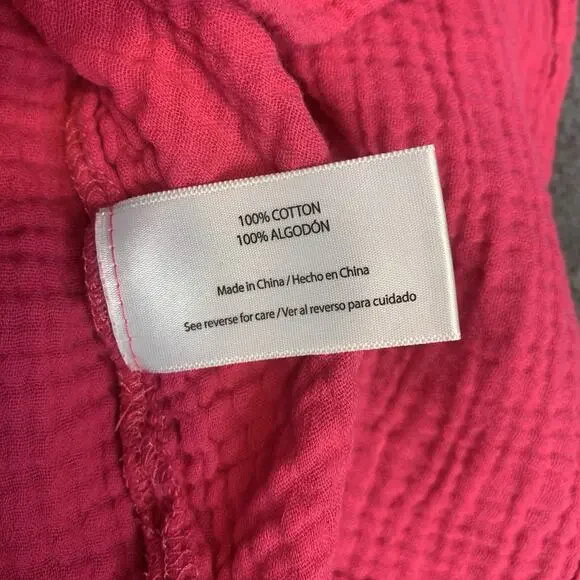 100% COTTON
100% ALGODÓN
Made in China / Hecho en China
See reverse for care / Ver al reverso para cuidado